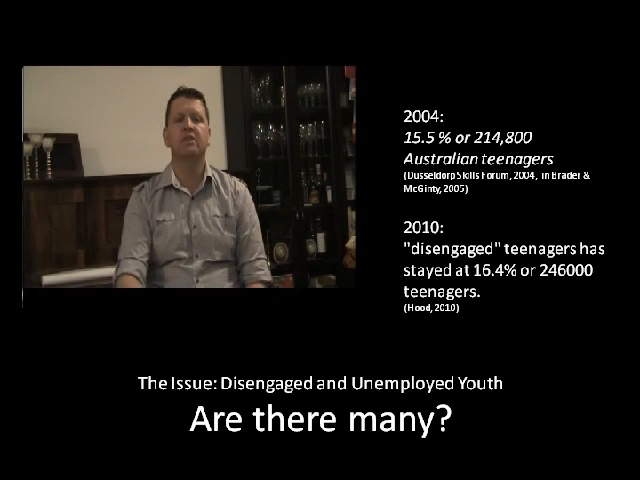 2004:
15.5 % or 214,800
Australian teenagers
(Dusseldorp Skills Forum, 2004, in Brader &
McGinty, 2005)
2010:
"disengaged" teenagers has
stayed at 16.4% or 246000
teenagers.
(Hood, 2010)
The Issue: Disengaged and Unemployed Youth
Are there many?